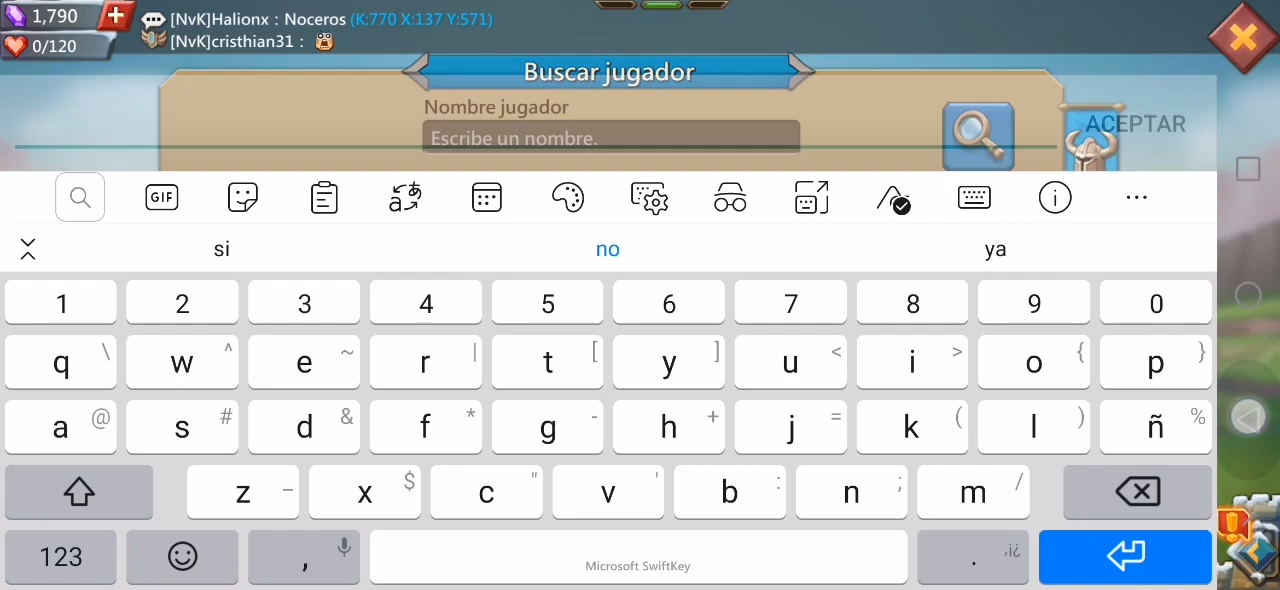 1,790
[NvK]Halionx : Noceros (K:770 X:137 Y:571)
0/120
[NvK]cristhian31 :
Buscar jugador
Nombre jugador
Escribe un nombre.
ACEPTAR
GIF
si no ya
1 2 3 4 5 6 7 8 9 0
q \ w ^ e ~ r | t [ y ] u < i > o { p }
a @ s # d & f * g - h + j = k ( l ) ñ %
z _ x $ c " v ' b : n ; m /
123 , Microsoft SwiftKey . ,¡¿